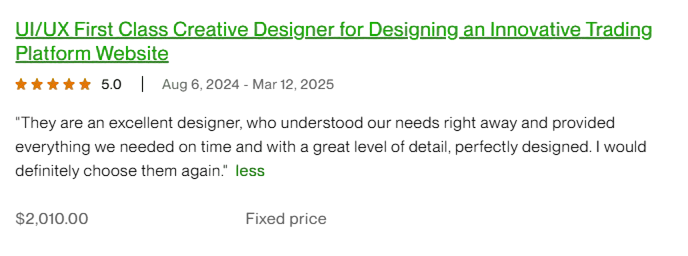 UI/UX First Class Creative Designer for Designing an Innovative Trading
Platform Website
5.0 | Aug 6, 2024 - Mar 12, 2025
"They are an excellent designer, who understood our needs right away and provided
everything we needed on time and with a great level of detail, perfectly designed. I would
definitely choose them again." less
$2,010.00 Fixed price